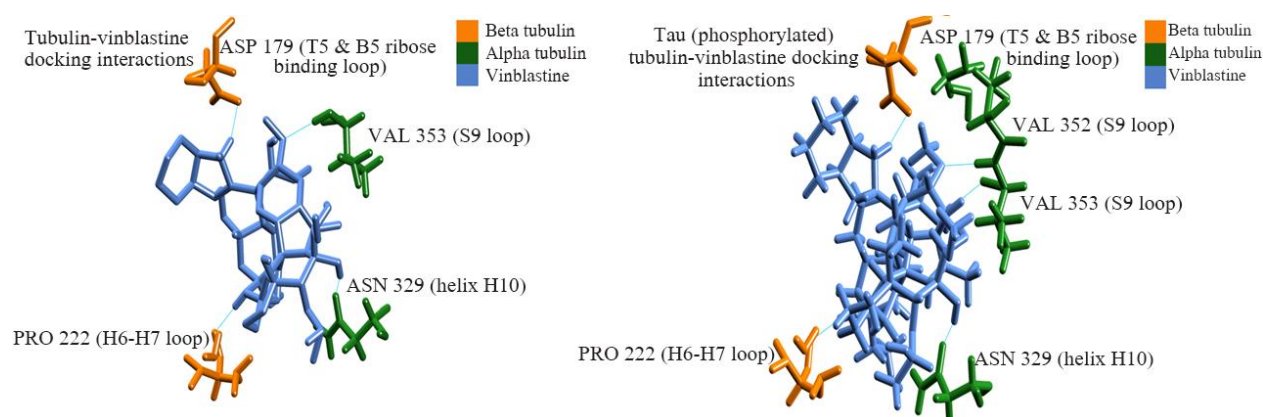 Tubulin-vinblastine
docking interactions
ASP 179 (T5 & B5 ribose
binding loop)
Beta tubulin
Alpha tubulin
Vinblastine
VAL 353 (S9 loop)
ASN 329 (helix H10)
PRO 222 (H6-H7 loop)
Tau (phosphorylated)
tubulin-vinblastine docking
interactions
ASP 179 (T5 & B5 ribose
binding loop)
Beta tubulin
Alpha tubulin
Vinblastine
VAL 352 (S9 loop)
VAL 353 (S9 loop)
PRO 222 (H6-H7 loop)
ASN 329 (helix H10)